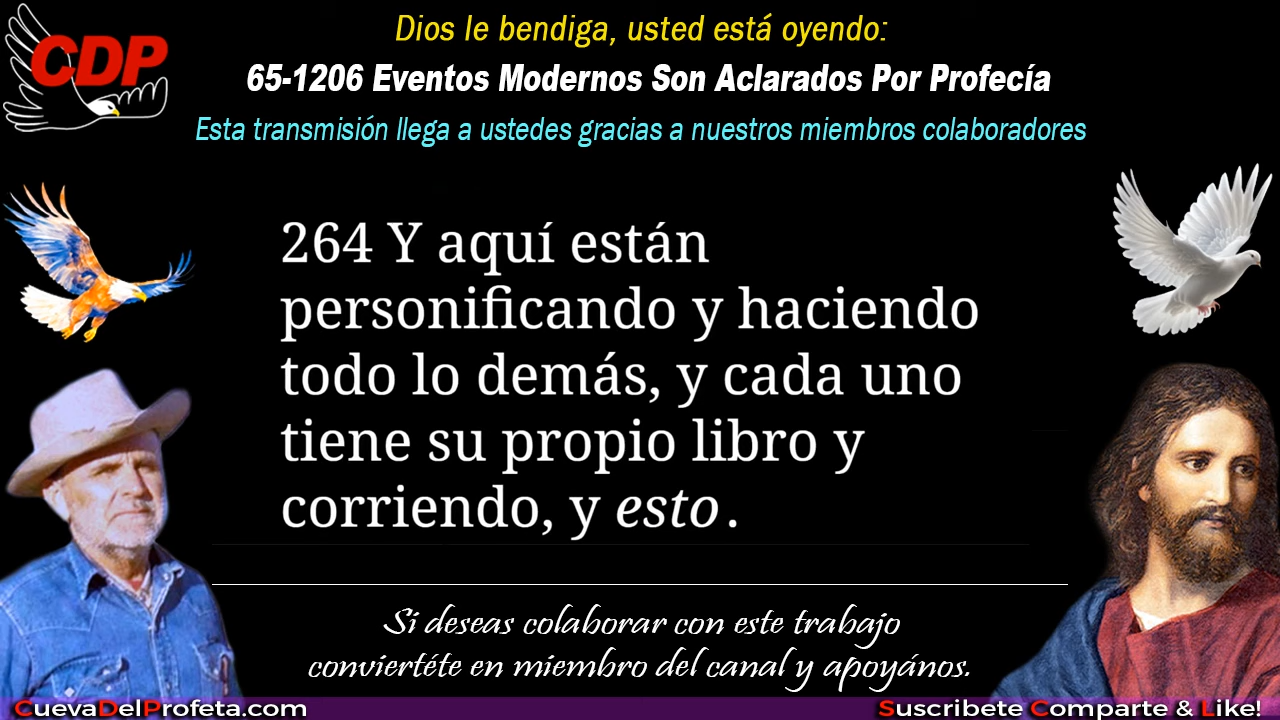 CDP
Dios le bendiga, usted está oyendo:
65-1206 Eventos Modernos Son Aclarados Por Profecía
Esta transmisión llega a ustedes gracias a nuestros miembros colaboradores
264 Y aquí están
personificando y haciendo
todo lo demás, y cada uno
tiene su propio libro y
corriendo, y esto.
Si deseas colaborar con este trabajo
conviertéte en miembro del canal y apoyános.
CuevaDelProfeta.com
Suscribete Comparte & Like!